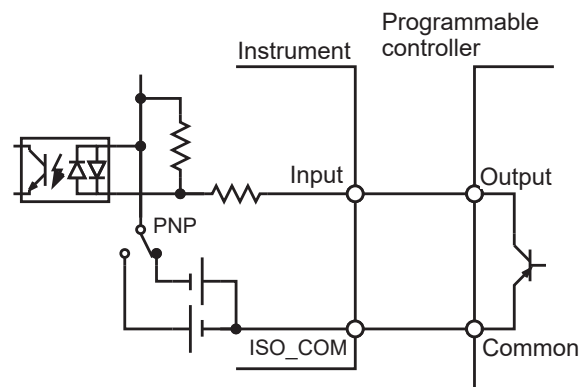 Programmable
controller
Instrument
Input
Output
PNP
ISO_COM
Common